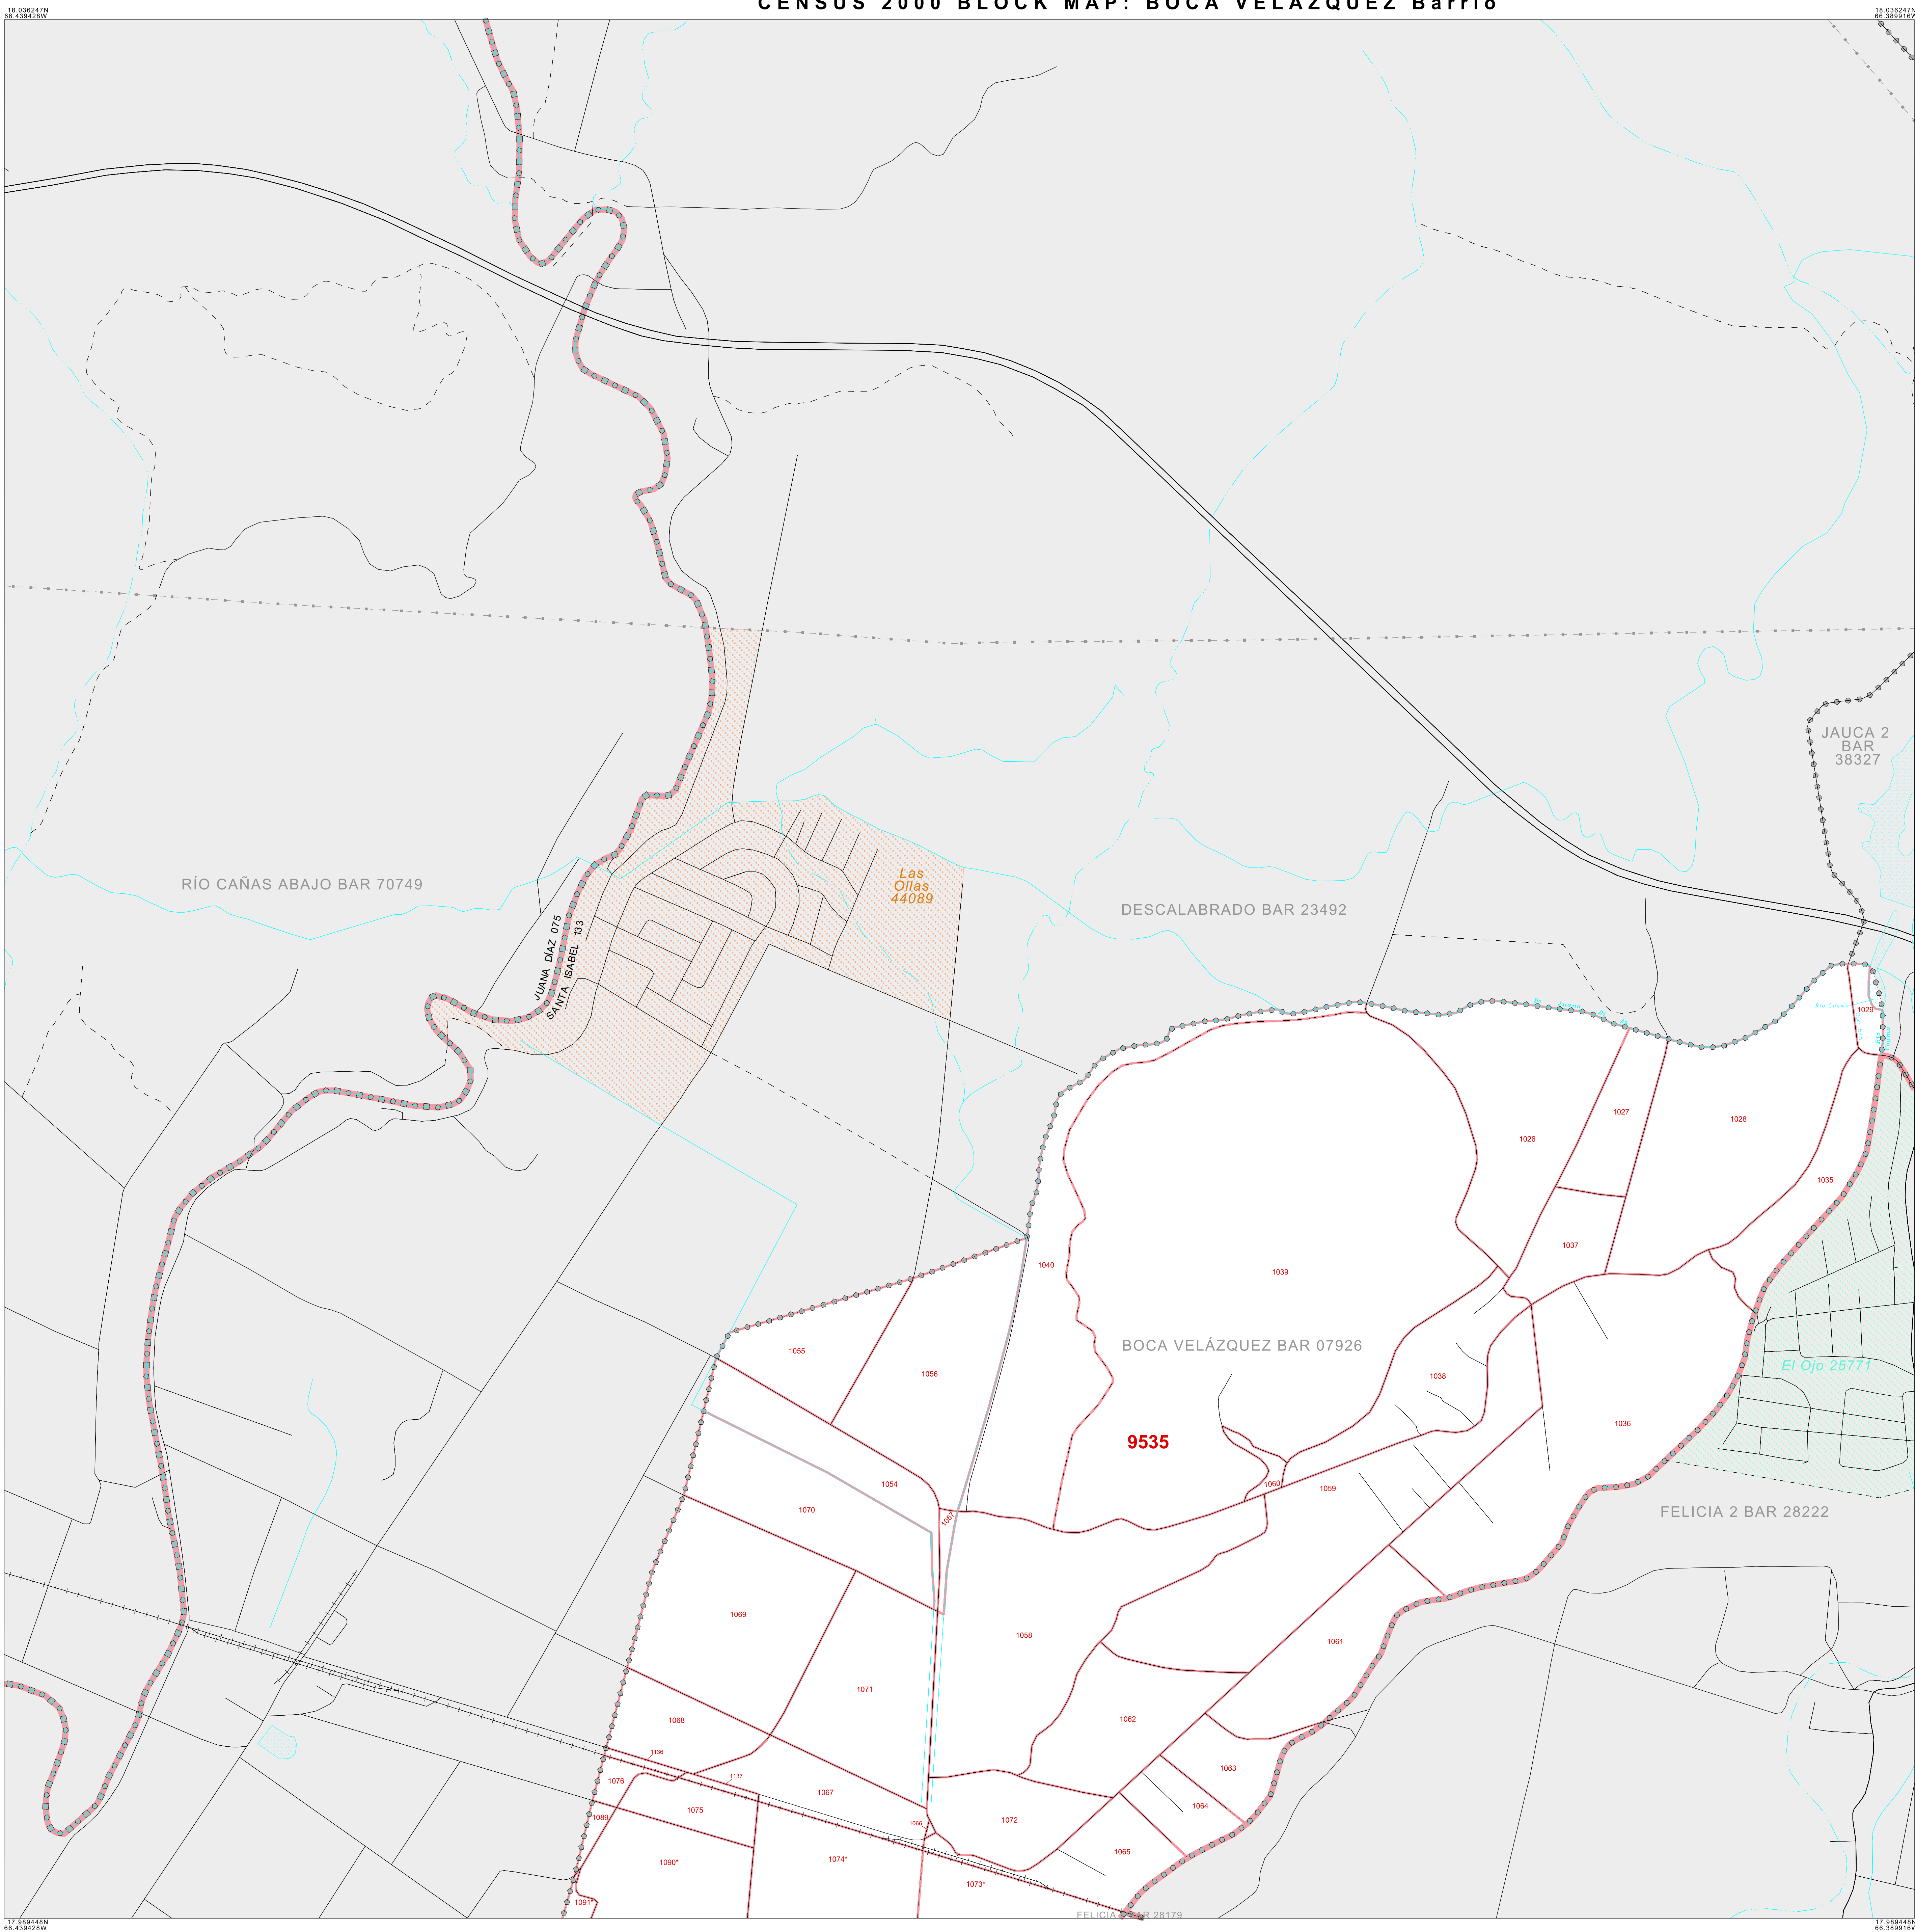 CENSUS 2000 BLOCK MAP: BOCA VELÁZQUEZ Barrio
18.036247N
66.439428W
18.036247N
66.389916W
JAUCA 2
BAR
38327
RÍO CAÑAS ABAJO BAR 70749
Las
Ollas
44089
DESCALABRADO BAR 23492
JUANA DÍAZ 075
SANTA ISABEL 133
1029
1027
1028
1026
1035
1037
1040
1039
BOCA VELÁZQUEZ BAR 07926
El Ojo 25771
1055
1056
1038
1036
9535
1054
1060
1059
1070
1057
FELICIA 2 BAR 28222
1069
1058
1061
1071
1068
1062
1136
1063
1076
1137
1067
1064
1075
1089
1066
1072
1065
1090*
1074*
1073*
1091*
17.989448N
66.439428W
17.989448N
66.389916W